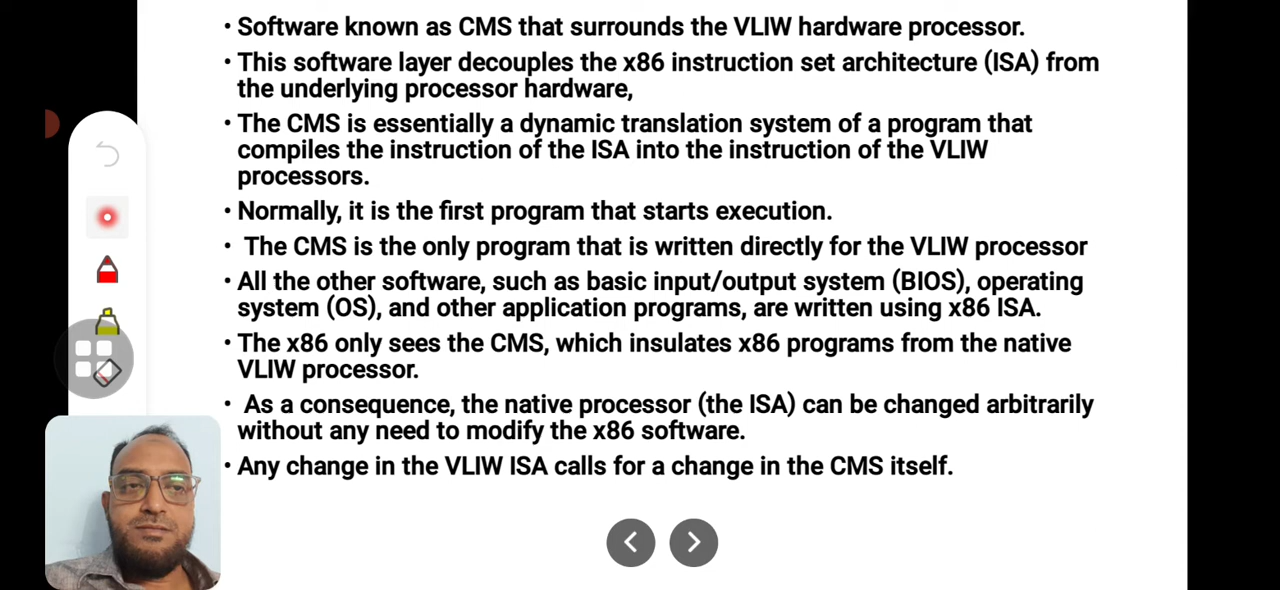 • Software known as CMS that surrounds the VLIW hardware processor.
• This software layer decouples the x86 instruction set architecture (ISA) from
the underlying processor hardware,
• The CMS is essentially a dynamic translation system of a program that
compiles the instruction of the ISA into the instruction of the VLIW
processors.
• Normally, it is the first program that starts execution.
• The CMS is the only program that is written directly for the VLIW processor
• All the other software, such as basic input/output system (BIOS), operating
system (OS), and other application programs, are written using x86 ISA.
• The x86 only sees the CMS, which insulates x86 programs from the native
VLIW processor.
• As a consequence, the native processor (the ISA) can be changed arbitrarily
without any need to modify the x86 software.
• Any change in the VLIW ISA calls for a change in the CMS itself.